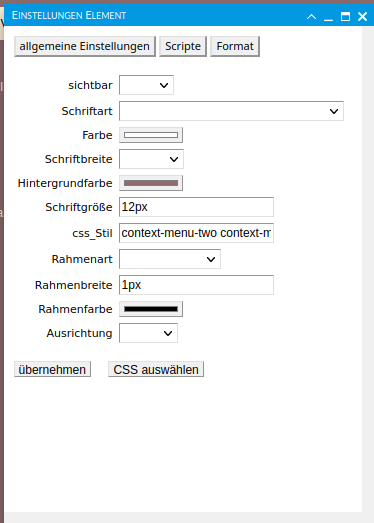 Einstellungen Element
allgemeine Einstellungen Scripte Format
sichtbar
Schriftart
Farbe
Schriftbreite
Hintergrundfarbe
Schriftgröße 12px
css_Stil context-menu-two context-m
Rahmenart
Rahmenbreite 1px
Rahmenfarbe
Ausrichtung
übernehmen CSS auswählen